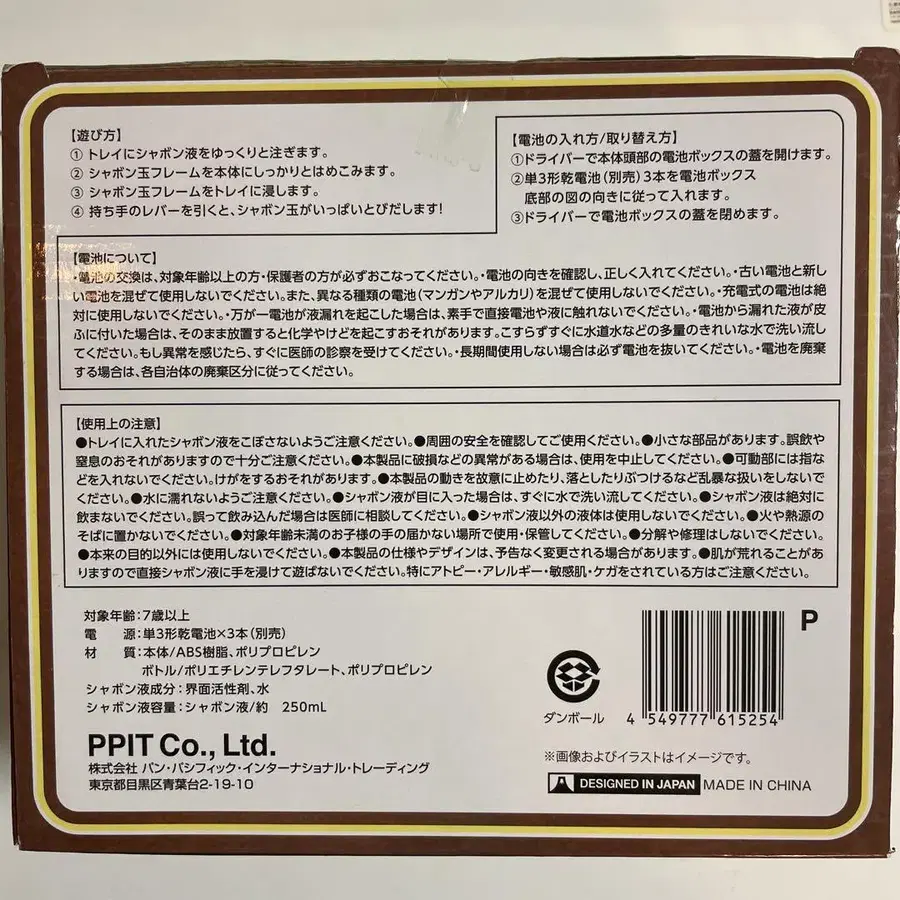 【遊び方】
① トレイにシャボン液をゆっくりと注ぎます。
② シャボン玉フレームを本体にしっかりとはめこみます。
③ シャボン玉フレームをトレイに浸します。
④ 持ち手のレバーを引くと、シャボン玉がいっぱいとびだします!
【電池の入れ方/取り替え方】
①ドライバーで本体頭部の電池ボックスの蓋を開けます。
②単3形乾電池(別売)3本を電池ボックス
底部の図の向きに従って入れます。
③ドライバーで電池ボックスの蓋を閉めます。
【電池について】
・電池の交換は、対象年齢以上の方・保護者の方が必ずおこなってください。・電池の向きを確認し、正しく入れてください。・古い電池と新し
い電池を混ぜて使用しないでください。また、異なる種類の電池(マンガンやアルカリ)を混ぜて使用しないでください。・充電式の電池は絶
対に使用しないでください。・万が一電池が液漏れを起こした場合は、素手で直接電池や液に触れないでください。・電池から漏れた液が皮
ふに付いた場合は、そのまま放置すると化学やけどを起こすおそれがあります。こすらずすぐに水道水などの多量のきれいな水で洗い流し
てください。もし異常を感じたら、すぐに医師の診察を受けてください。・長期間使用しない場合は必ず電池を抜いてください。・電池を廃棄
する場合は、各自治体の廃棄区分に従ってください。
【使用上の注意】
●トレイに入れたシャボン液をこぼさないようご注意ください。●周囲の安全を確認してご使用ください。●小さな部品があります。誤飲や
窒息のおそれがありますので十分ご注意ください。●本製品に破損などの異常がある場合は、使用を中止してください。●可動部には指な
どを入れないでください。けがをするおそれがあります。●本製品の動きを故意に止めたり、落としたりぶつけるなど乱暴な扱いをしないでく
ださい。●水に濡れないようご注意ください。●シャボン液が目に入った場合は、すぐに水で洗い流してください。●シャボン液は絶対に
飲まないでください。誤って飲み込んだ場合は医師に相談してください。●シャボン液以外の液体は使用しないでください。●火や熱源の
そばに置かないでください。●対象年齢未満のお子様の手の届かない場所で使用・保管してください。●分解や修理はしないでください。
●本来の目的以外には使用しないでください。●本製品の仕様やデザインは、予告なく変更される場合があります。●肌が荒れることがあ
りますので直接シャボン液に手を浸けて遊ばないでください。特にアトピー・アレルギー・敏感肌・ケガをされている方はご注意ください。
対象年齢:7歳以上
電 源:単3形乾電池×3本(別売)
材 質:本体/ABS樹脂、ポリプロピレン
ボトル/ポリエチレンテレフタレート、ポリプロピレン
シャボン液成分:界面活性剤、水
シャボン液容量:シャボン液/約 250mL
PPIT Co., Ltd.
株式会社 パン・パシフィック・インターナショナル・トレーディング
東京都目黒区青葉台2-19-10
P
ダンボール
4 549777 615254
※画像およびイラストはイメージです。
DESIGNED IN JAPAN MADE IN CHINA